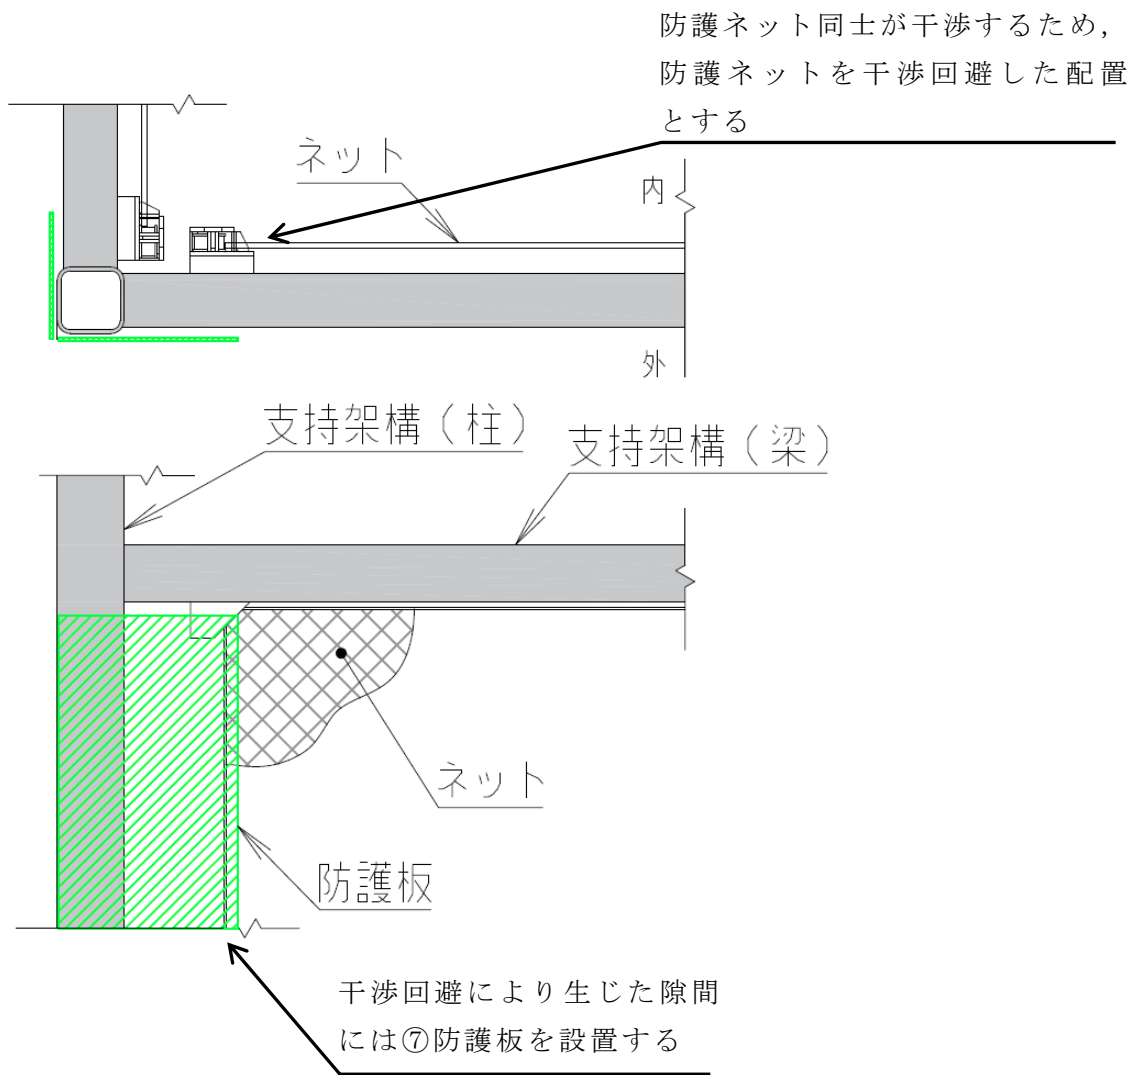 防護ネット同士が干渉するため，
防護ネットを干渉回避した配置
とする
ネット
内
外
支持架構（柱）
支持架構（梁）
ネット
防護板
干渉回避により生じた隙間
には⑦防護板を設置する